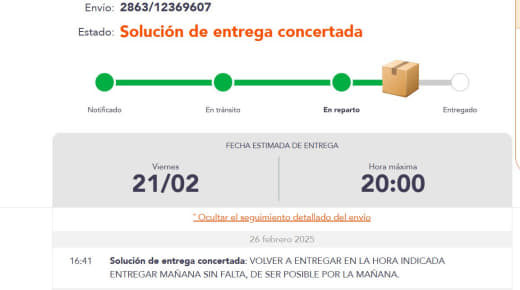 Envío: 2863/12369607
Estado: Solución de entrega concertada
Notificado En tránsito En reparto Entregado
FECHA ESTIMADA DE ENTREGA
Viernes Hora máxima
21/02 20:00
ˆ Ocultar el seguimiento detallado del envío
26 febrero 2025
16:41 Solución de entrega concertada: VOLVER A ENTREGAR EN LA HORA INDICADA
ENTREGAR MAÑANA SIN FALTA, DE SER POSIBLE POR LA MAÑANA.